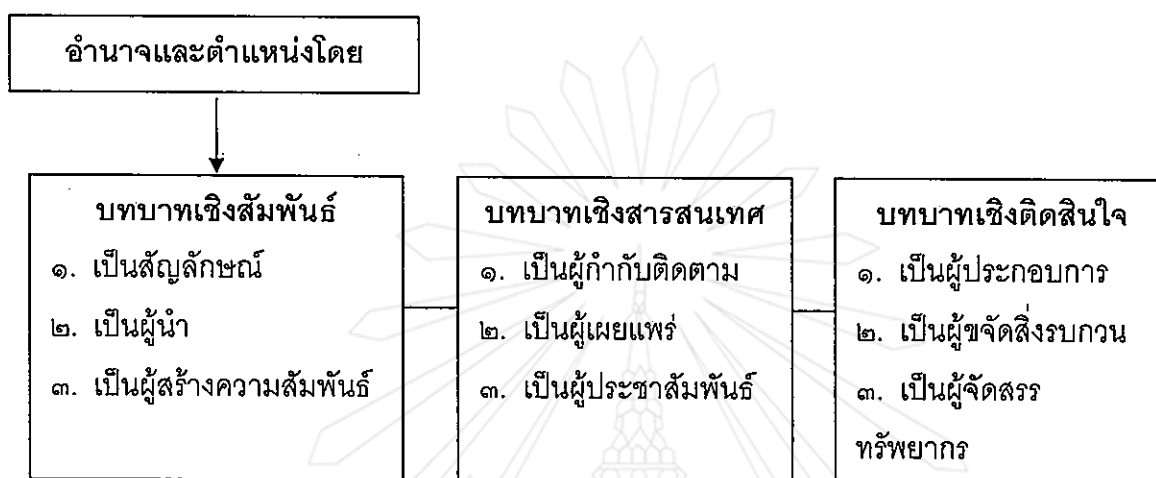 อำนาจและตำแหน่งโดย
บทบาทเชิงสัมพันธ์
๑. เป็นสัญลักษณ์
๒. เป็นผู้นำ
๓. เป็นผู้สร้างความสัมพันธ์
บทบาทเชิงสารสนเทศ
๑. เป็นผู้กำกับติดตาม
๒. เป็นผู้เผยแพร่
๓. เป็นผู้ประชาสัมพันธ์
บทบาทเชิงติดสินใจ
๑. เป็นผู้ประกอบการ
๒. เป็นผู้ขจัดสิ่งรบกวน
๓. เป็นผู้จัดสรร
ทรัพยากร